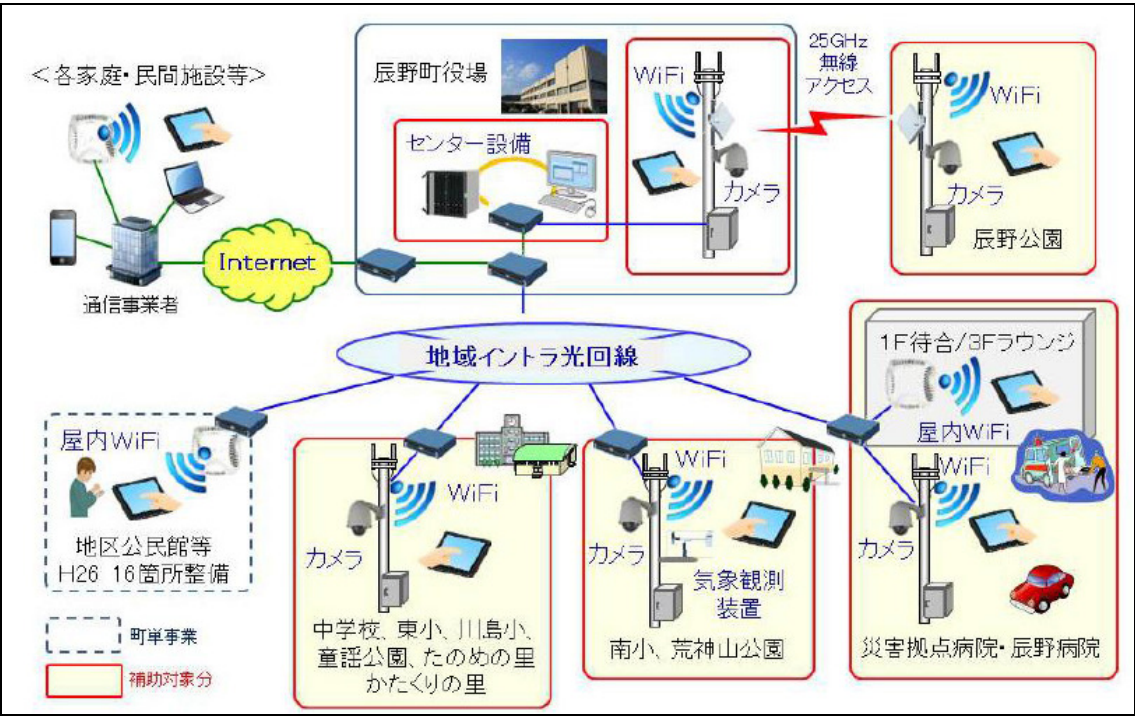 ＜各家庭・民間施設等＞
通信事業者
Internet
辰野町役場
センター設備
WiFi
カメラ
25GHz
無線
アクセス
WiFi
カメラ
辰野公園
地域イントラ光回線
屋内WiFi
地区公民館等
H26 16箇所整備
WiFi
カメラ
中学校、東小、川島小、
童謡公園、たのめの里
かたくりの里
WiFi
カメラ
気象観測
装置
南小、荒神山公園
1F待合/3Fラウンジ
屋内WiFi
WiFi
カメラ
災害拠点病院・辰野病院
町単事業
補助対象分